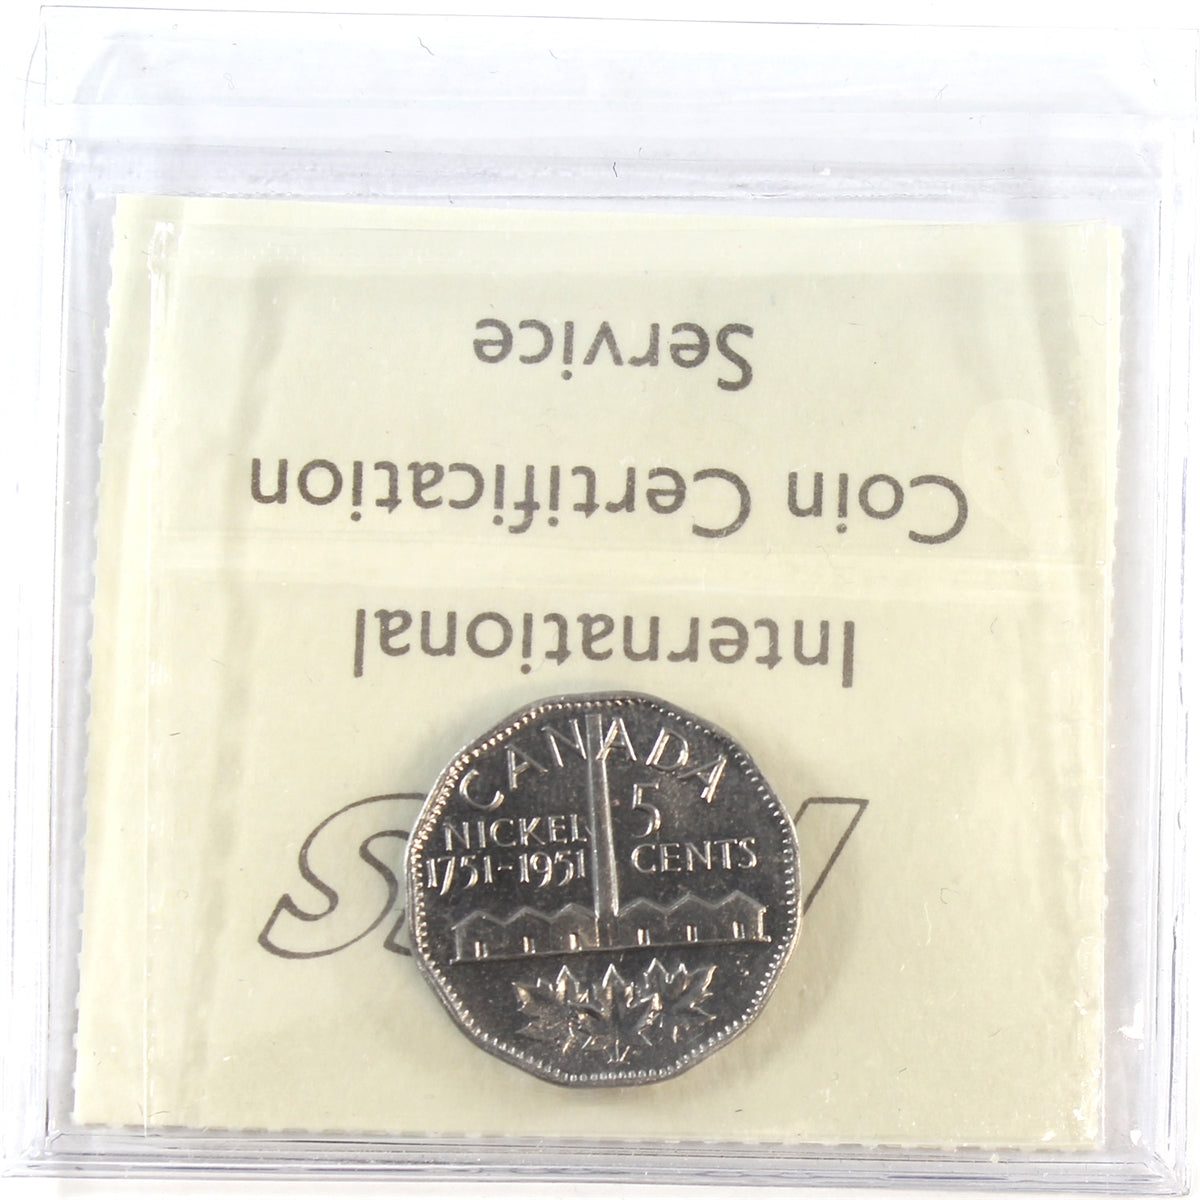 International
Coin Certification
Service
CANADA
NICKEL 5
1751-1951 CENTS